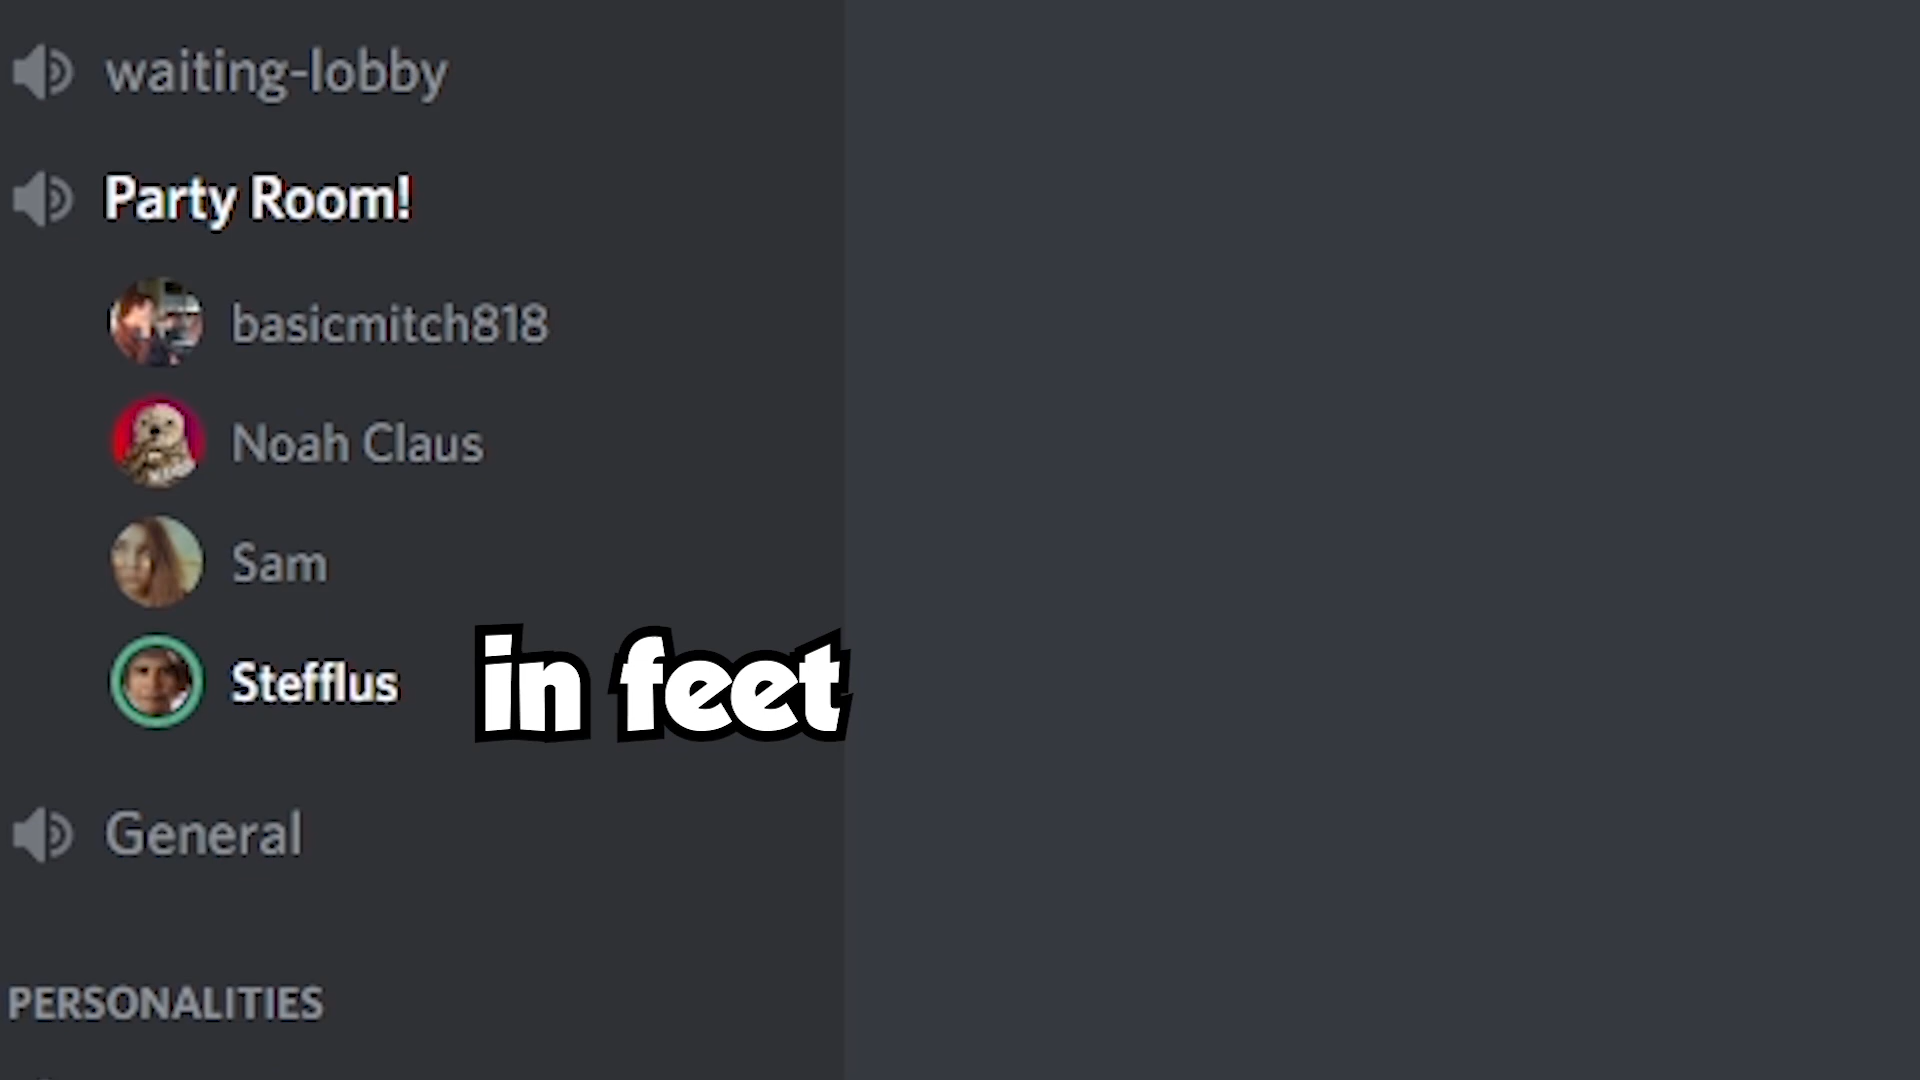 waiting-lobby
Party Room!
basicmitch818
Noah Claus
Sam
Stefflus in feet
General
PERSONALITIES